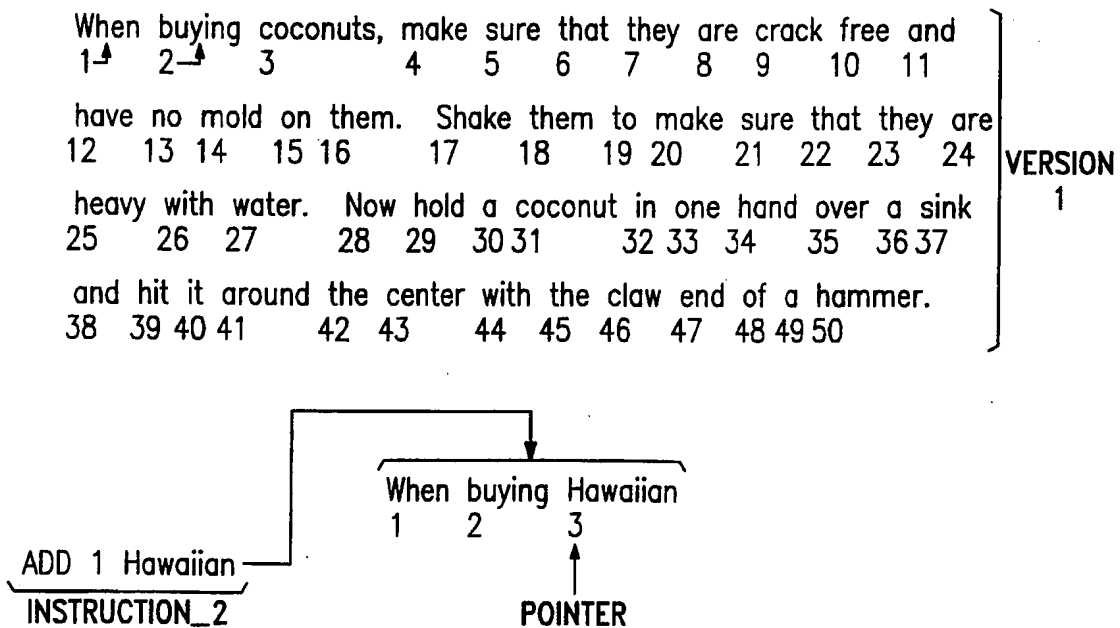 When buying coconuts, make sure that they are crack free and
1 2 3 4 5 6 7 8 9 10 11
have no mold on them. Shake them to make sure that they are
12 13 14 15 16 17 18 19 20 21 22 23 24
VERSION
1
heavy with water. Now hold a coconut in one hand over a sink
25 26 27 28 29 30 31 32 33 34 35 36 37
and hit it around the center with the claw end of a hammer.
38 39 40 41 42 43 44 45 46 47 48 49 50
When buying Hawaiian
1 2 3
ADD 1 Hawaiian
INSTRUCTION_2
POINTER